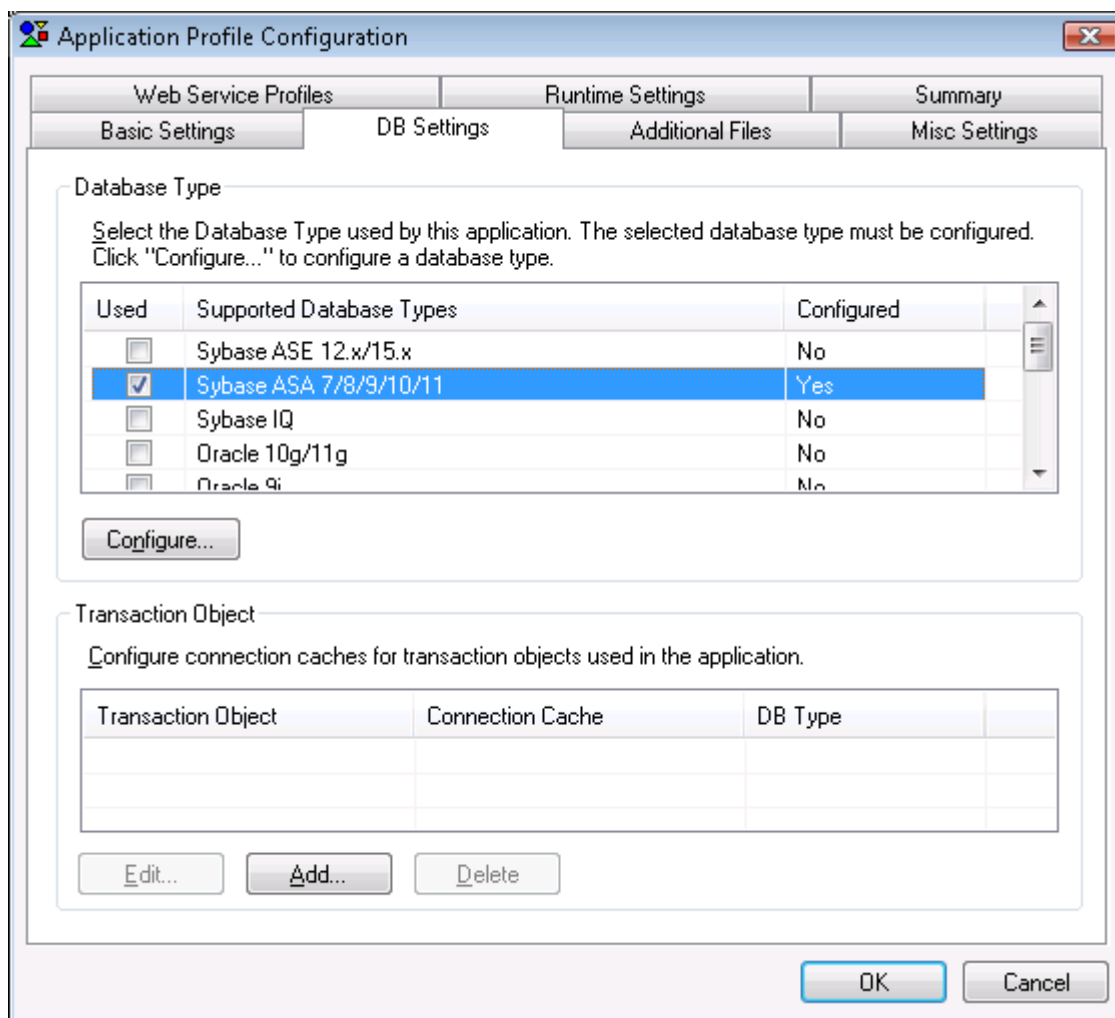 Application Profile Configuration
Web Service Profiles Runtime Settings Summary
Basic Settings DB Settings Additional Files Misc Settings
Database Type
Select the Database Type used by this application. The selected database type must be configured.
Click "Configure..." to configure a database type.
Used Supported Database Types Configured
Sybase ASE 12.x/15.x No
Sybase ASA 7/8/9/10/11 Yes
Sybase IQ No
Oracle 10g/11g No
Oracle 9i No
Configure...
Transaction Object
Configure connection caches for transaction objects used in the application.
Transaction Object Connection Cache DB Type
Edit... Add... Delete
OK Cancel